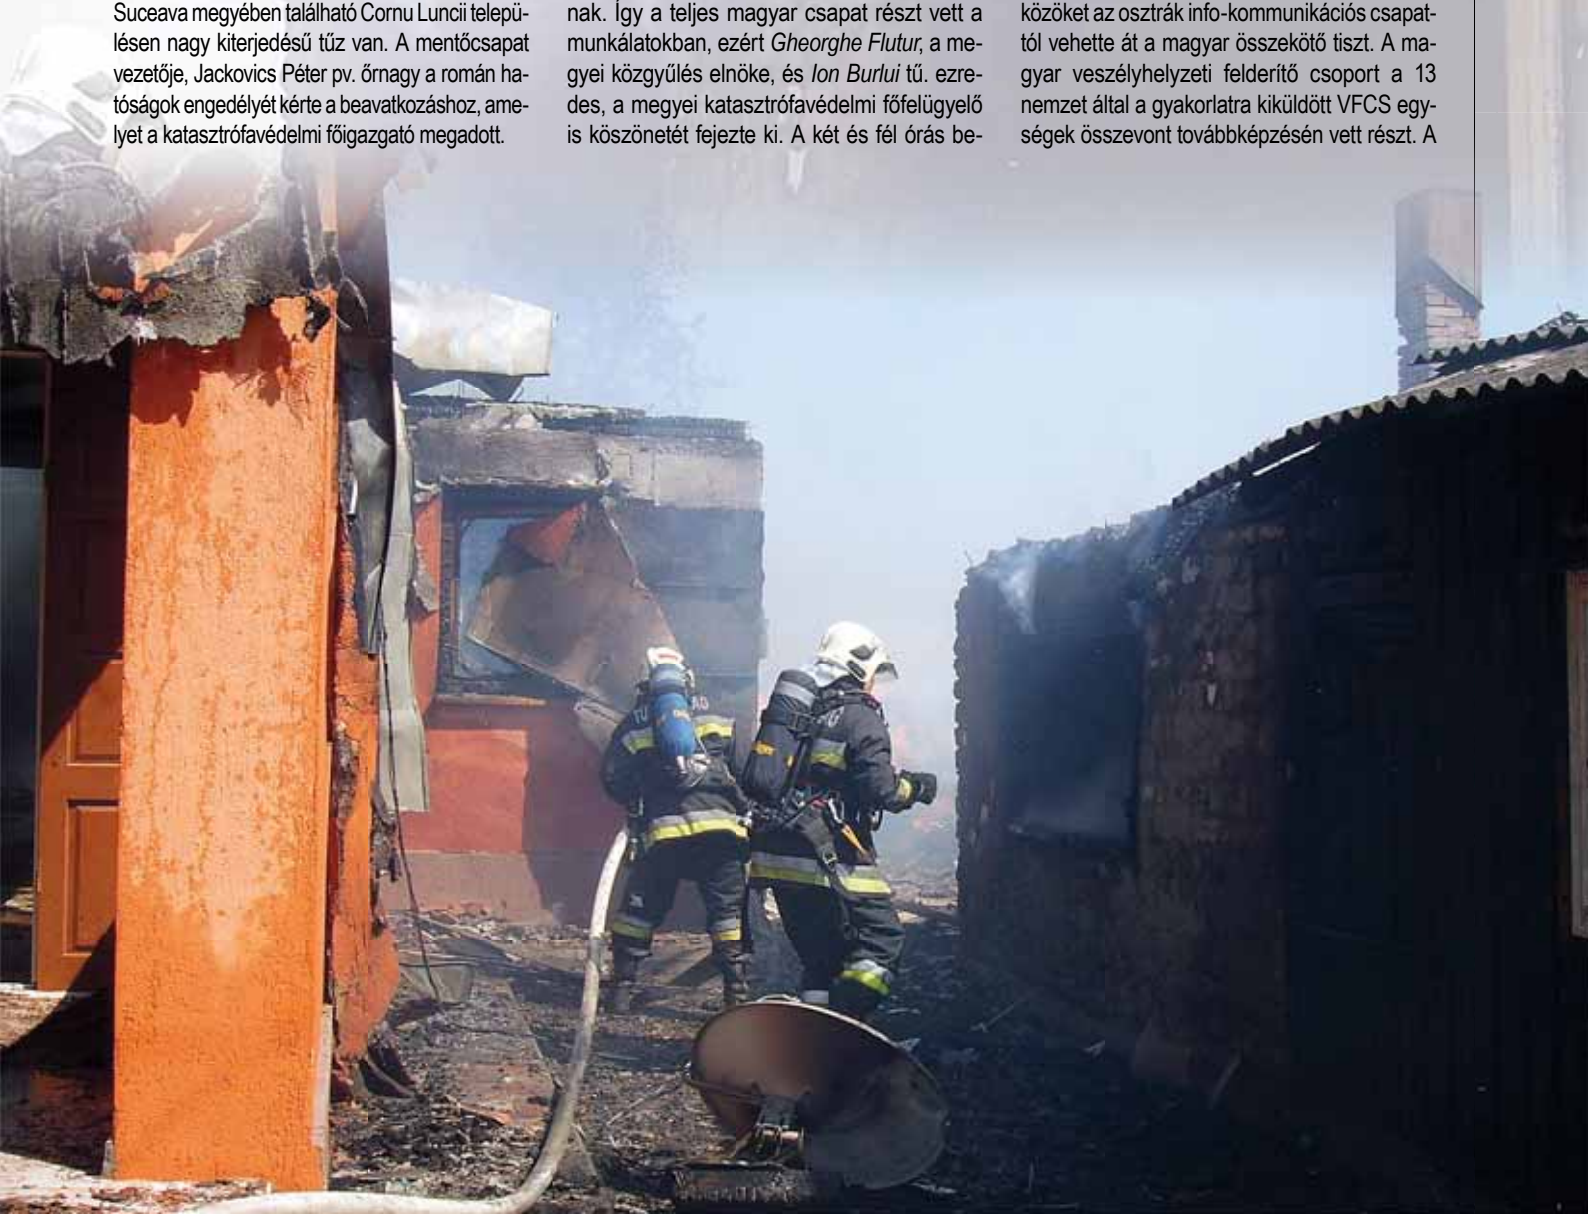 Suceava megyében található Cornu Luncii telepü-
lésen nagy kiterjedésű tűz van. A mentőcsapat
vezetője, Jackovics Péter pv. őrnagy a román ha-
tóságok engedélyét kérte a beavatkozáshoz, ame-
lyet a katasztrófavédelmi főigazgató megadott.
nak. Így a teljes magyar csapat részt vett a
munkálatokban, ezért Gheorghe Flutur, a me-
gyei közgyűlés elnöke, és Ion Burlui tű. ezre-
des, a megyei katasztrófavédelmi főfelügyelő
is köszönetét fejezte ki. A két és fél órás be-
közöket az osztrák info-kommunikációs csapat-
tól vehette át a magyar összekötő tiszt. A ma-
gyar veszélyhelyzeti felderítő csoport a 13
nemzet által a gyakorlatra kiküldött VFCS egy-
ségek összevont továbbképzésén vett részt. A